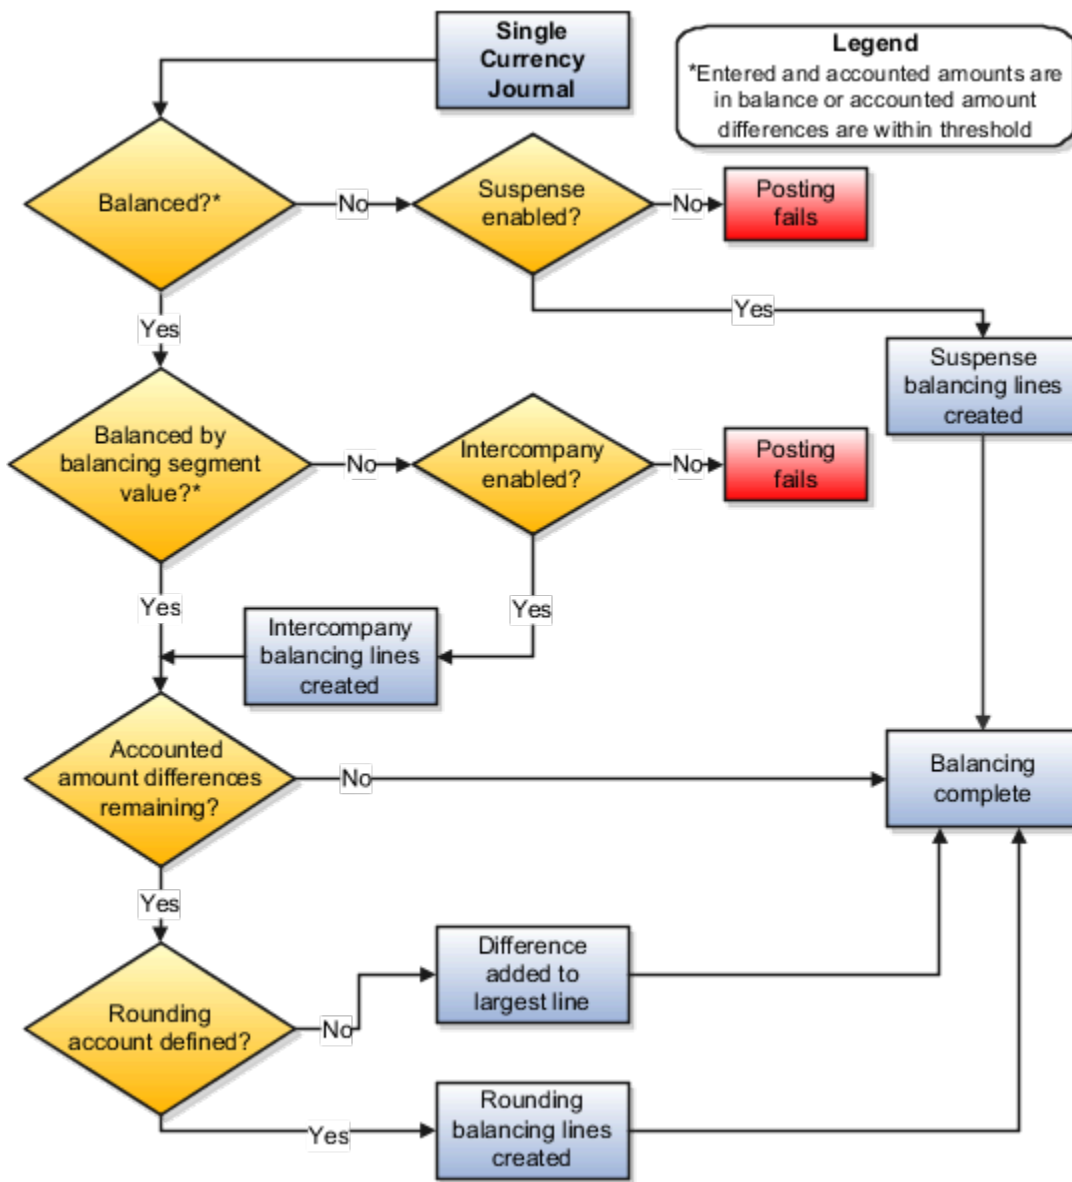 Single
Currency
Journal
Legend
*Entered and accounted amounts are
in balance or accounted amount
differences are within threshold
Balanced?*
No
Suspense
enabled?
No
Posting
fails
Yes
Yes
Suspense
balancing lines
created
Balanced by
balancing segment
value?*
No
Intercompany
enabled?
No
Posting
fails
Yes
Yes
Intercompany
balancing lines
created
Accounted
amount differences
remaining?
No
Balancing
complete
Yes
Difference
added to
largest line
Rounding
account defined?
No
Yes
Rounding
balancing lines
created